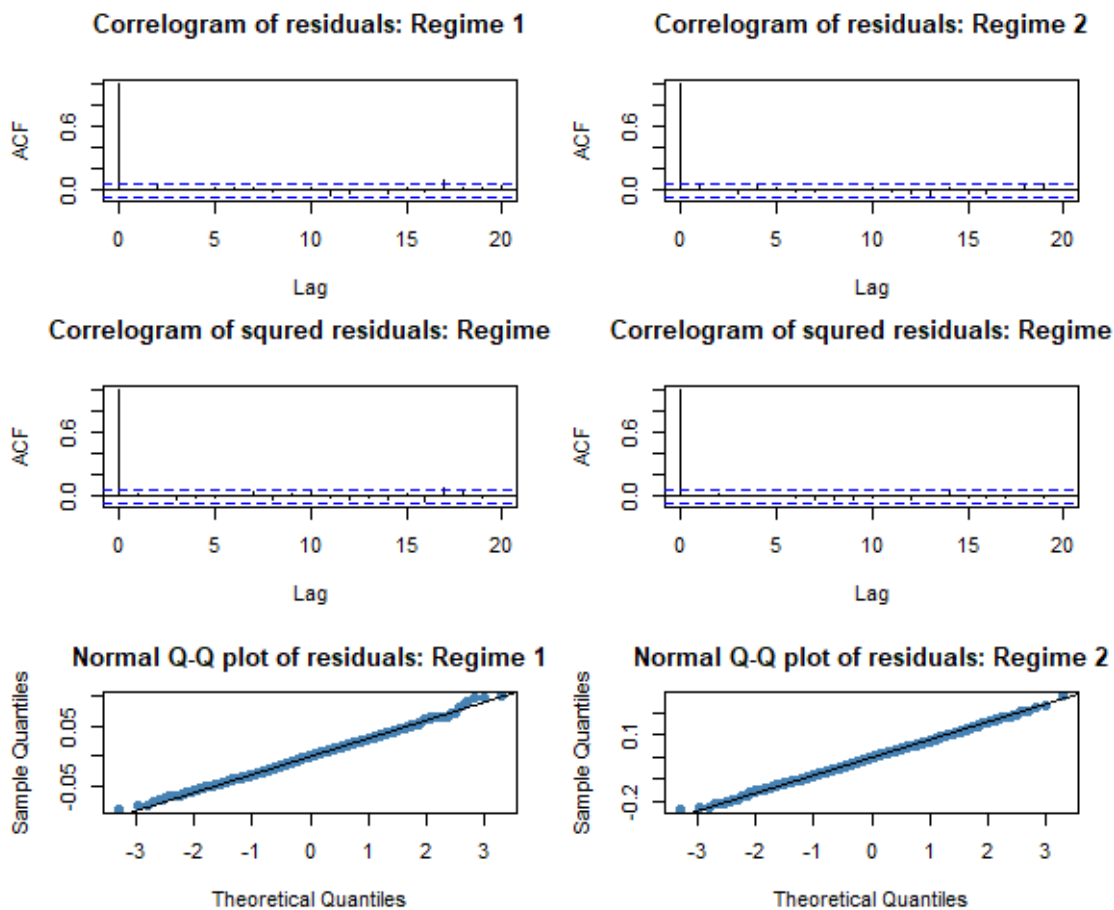 Correlogram of residuals: Regime 1
ACF
0.0 0.6
0 5 10 15 20
Lag
Correlogram of residuals: Regime 2
ACF
0.0 0.6
0 5 10 15 20
Lag
Correlogram of squred residuals: Regime
ACF
0.0 0.6
0 5 10 15 20
Lag
Correlogram of squred residuals: Regime
ACF
0.0 0.6
0 5 10 15 20
Lag
Normal Q-Q plot of residuals: Regime 1
Sample Quantiles
-0.05 0.05
-3 -2 -1 0 1 2 3
Theoretical Quantiles
Normal Q-Q plot of residuals: Regime 2
Sample Quantiles
-0.2 0.1
-3 -2 -1 0 1 2 3
Theoretical Quantiles